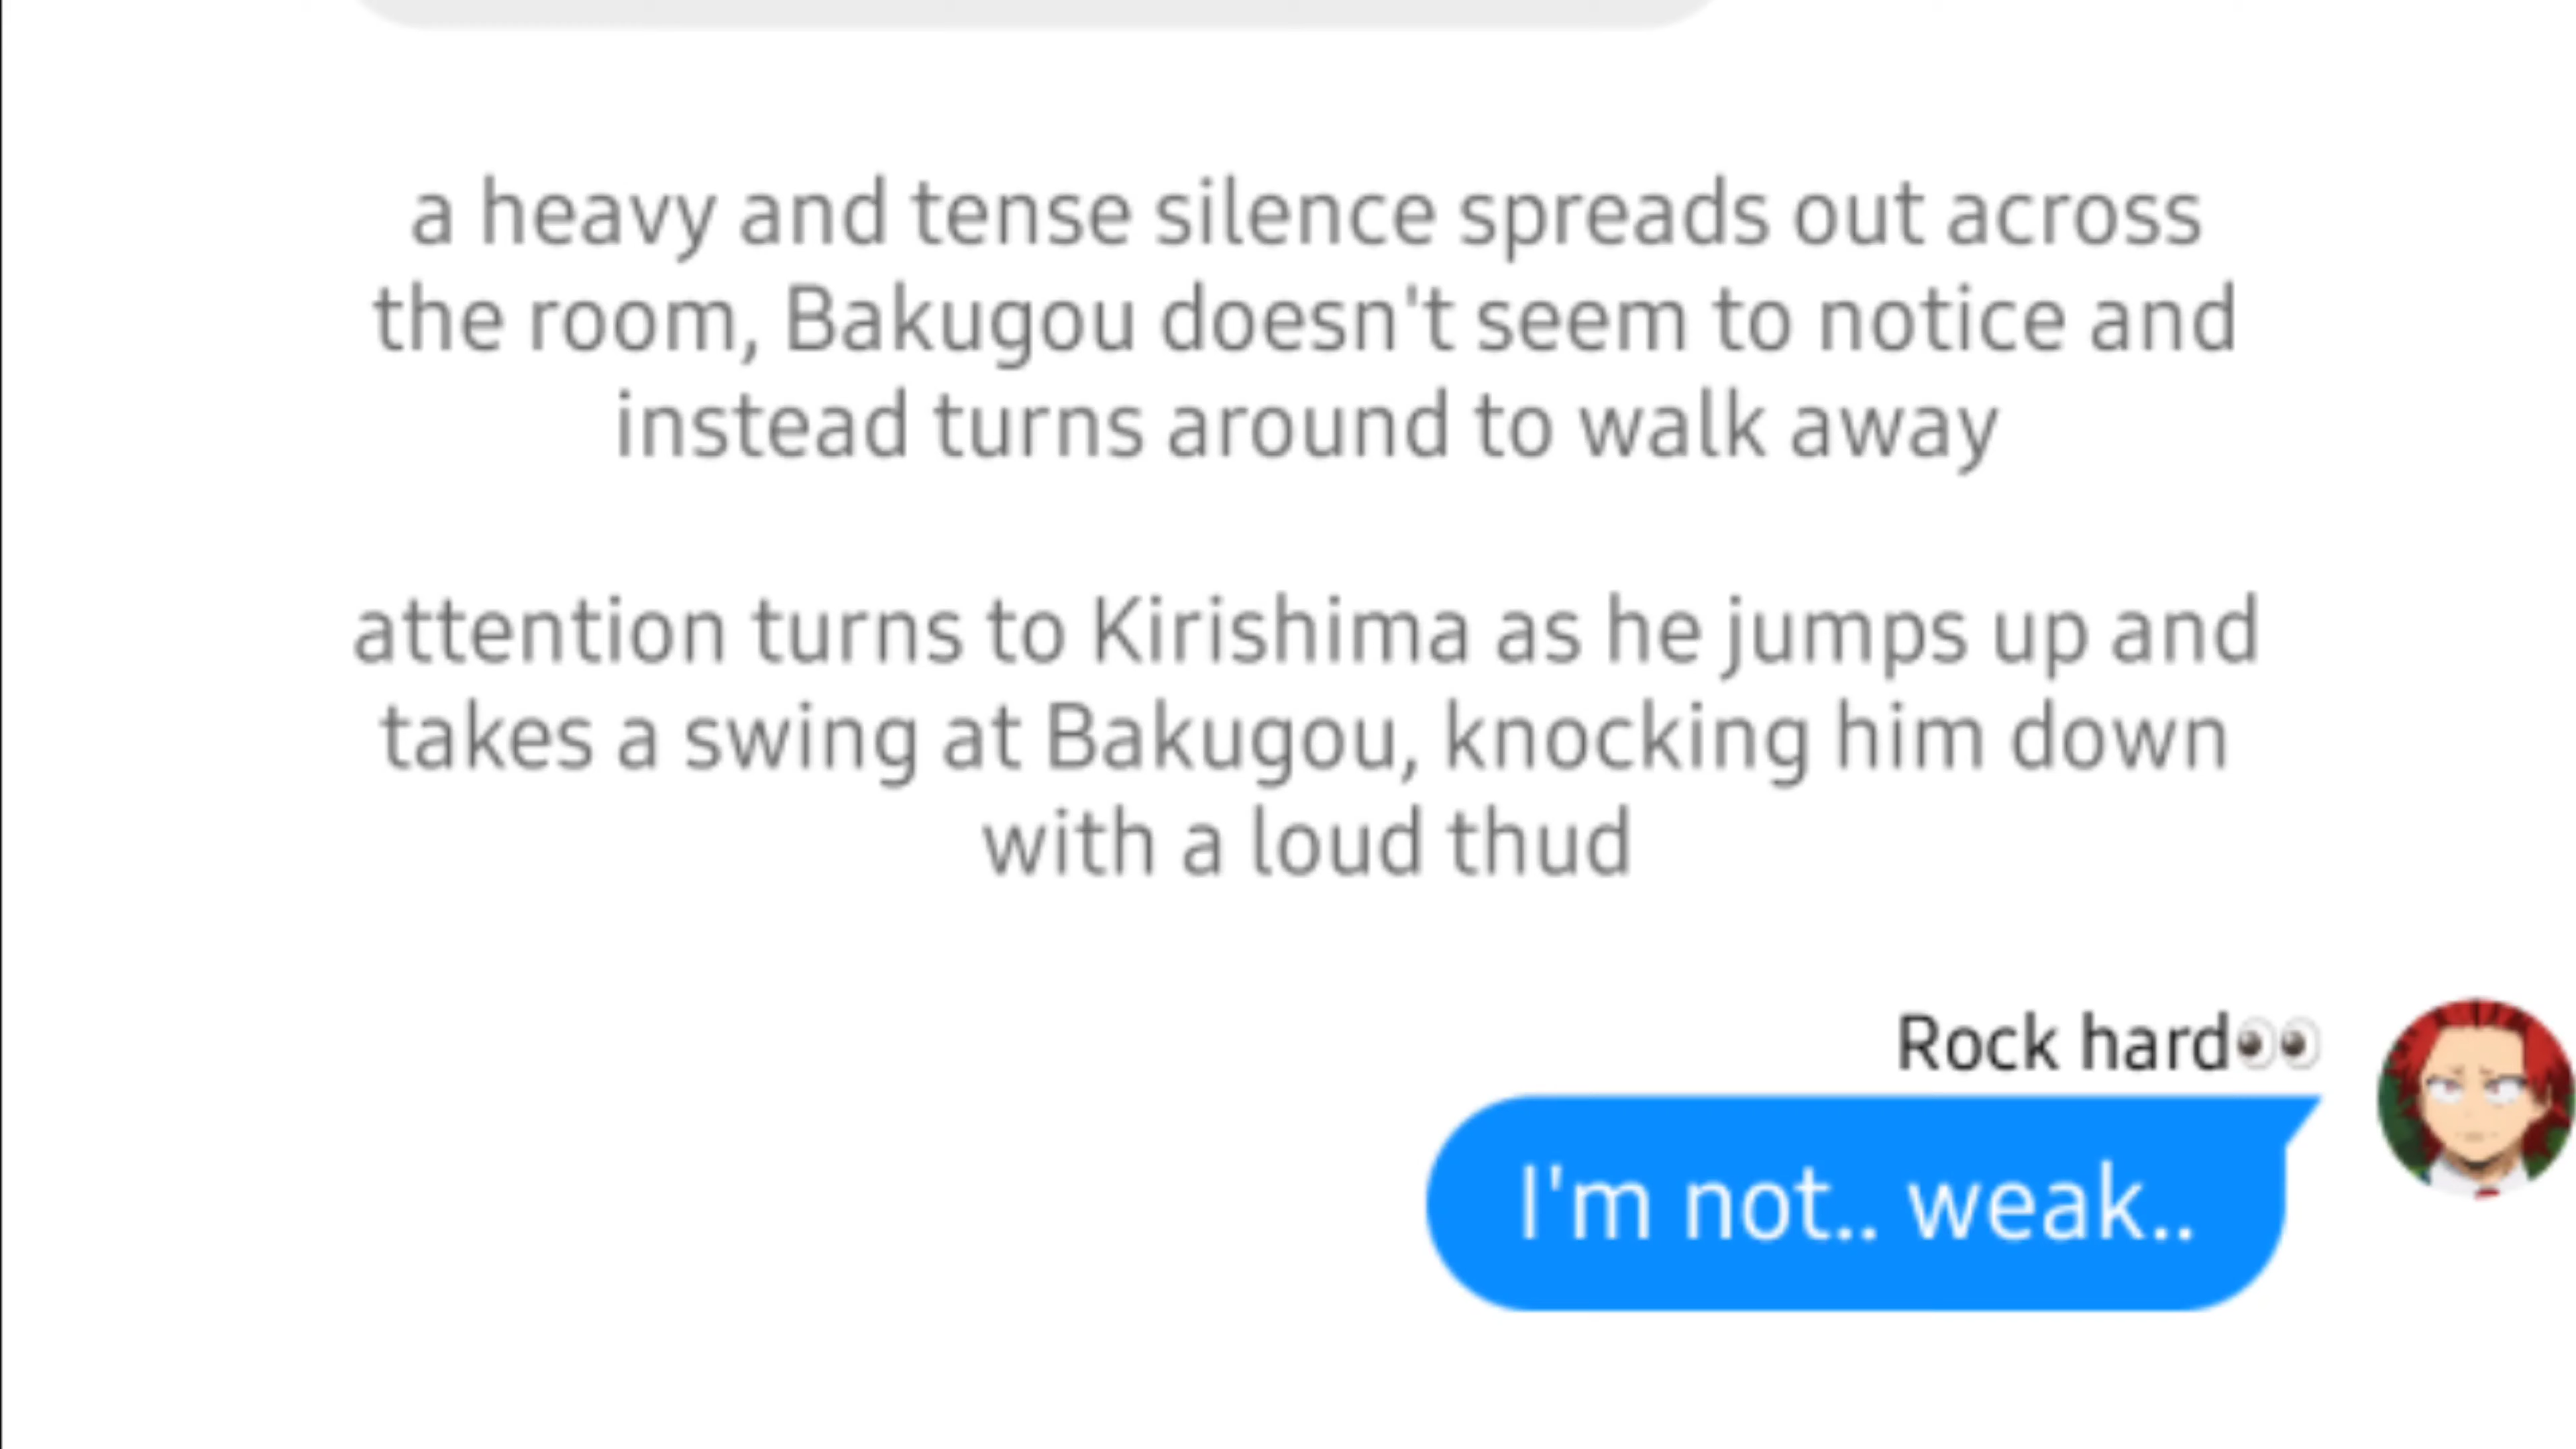 a heavy and tense silence spreads out across
the room, Bakugou doesn't seem to notice and
instead turns around to walk away
attention turns to Kirishima as he jumps up and
takes a swing at Bakugou, knocking him down
with a loud thud
Rock hard👀
I'm not.. weak..